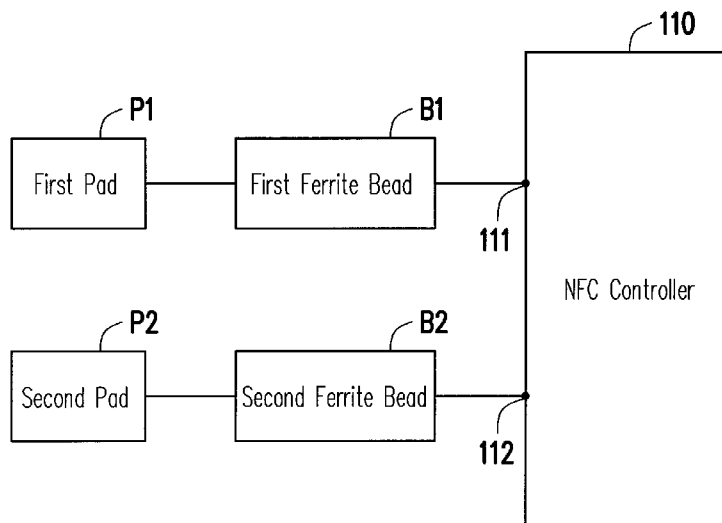 110
P1
B1
First Pad
First Ferrite Bead
111
NFC Controller
P2
B2
Second Pad
Second Ferrite Bead
112